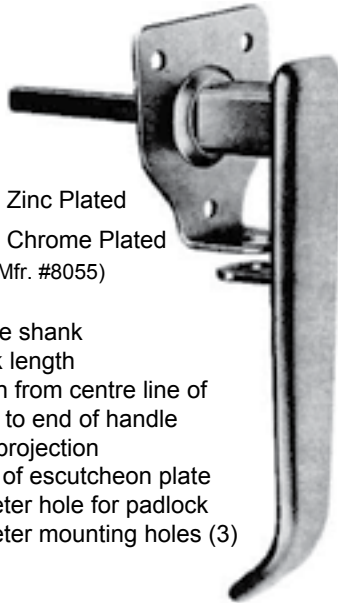 Zinc Plated
Chrome Plated
Mfr. #8055)
e shank
k length
n from centre line of
to end of handle
projection
of escutcheon plate
eter hole for padlock
eter mounting holes (3)